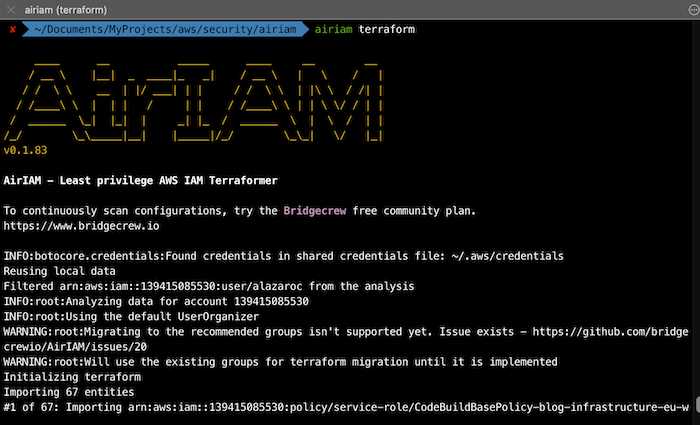 airiam (terraform)
✘ ~/Documents/MyProjects/aws/security/airiam airiam terraform
AirIAM
v0.1.83
AirIAM - Least privilege AWS IAM Terraformer
To continuously scan configurations, try the Bridgecrew free community plan.
https://www.bridgecrew.io
INFO:botocore.credentials:Found credentials in shared credentials file: ~/.aws/credentials
Reusing local data
Filtered arn:aws:iam::139415085530:user/alazaroc from the analysis
INFO:root:Analyzing data for account 139415085530
INFO:root:Using the default UserOrganizer
WARNING:root:Migrating to the recommended groups isn't supported yet. Issue exists - https://github.com/bridge
crewio/AirIAM/issues/20
WARNING:root:Will use the existing groups for terraform migration until it is implemented
Initializing terraform
Importing 67 entities
#1 of 67: Importing arn:aws:iam::139415085530:policy/service-role/CodeBuildBasePolicy-blog-infrastructure-eu-w